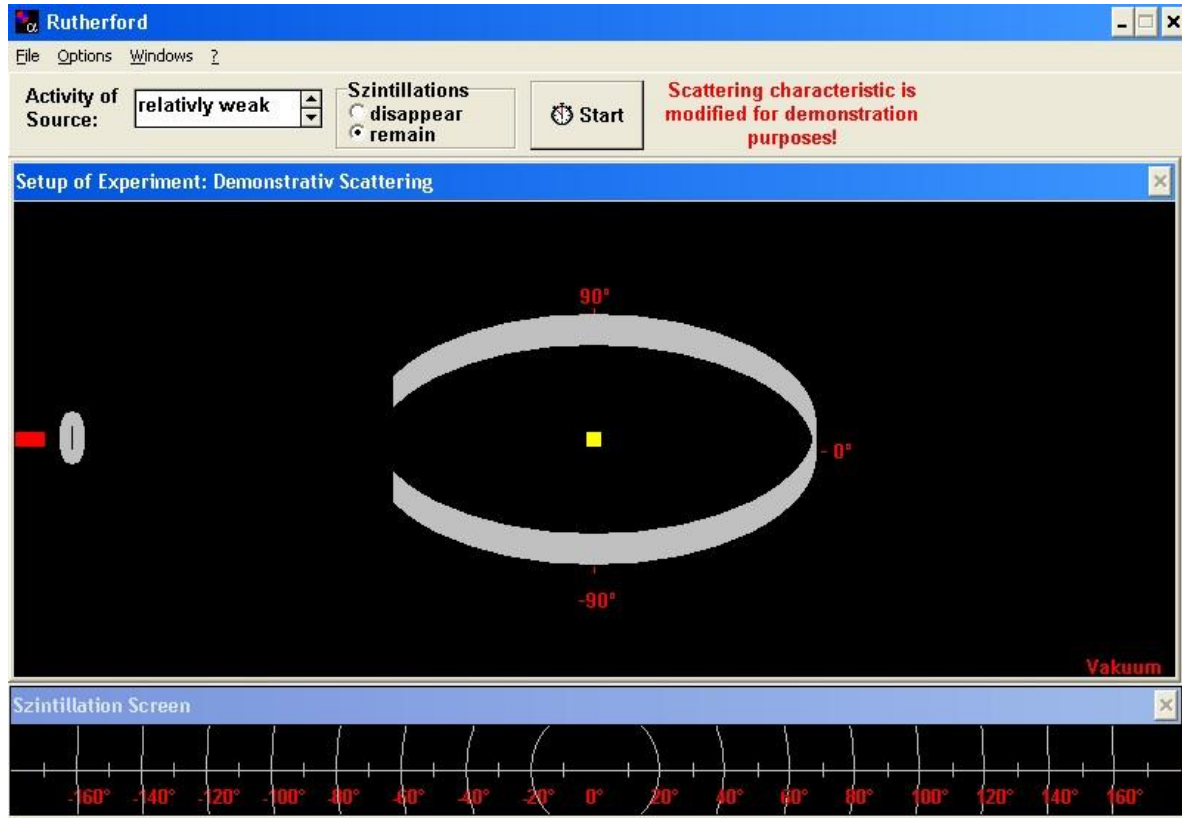 Rutherford
File Options Windows ?
Activity of
Source:
relativly weak
Szintillations
disappear
remain
Start
Scattering characteristic is
modified for demonstration
purposes!
Setup of Experiment: Demonstrativ Scattering
90°
- 0°
-90°
Vakuum
Szintillation Screen
-160° -140° -120° -100° -80° -60° -40° -20° 0° 20° 40° 60° 80° 100° 120° 140° 160°